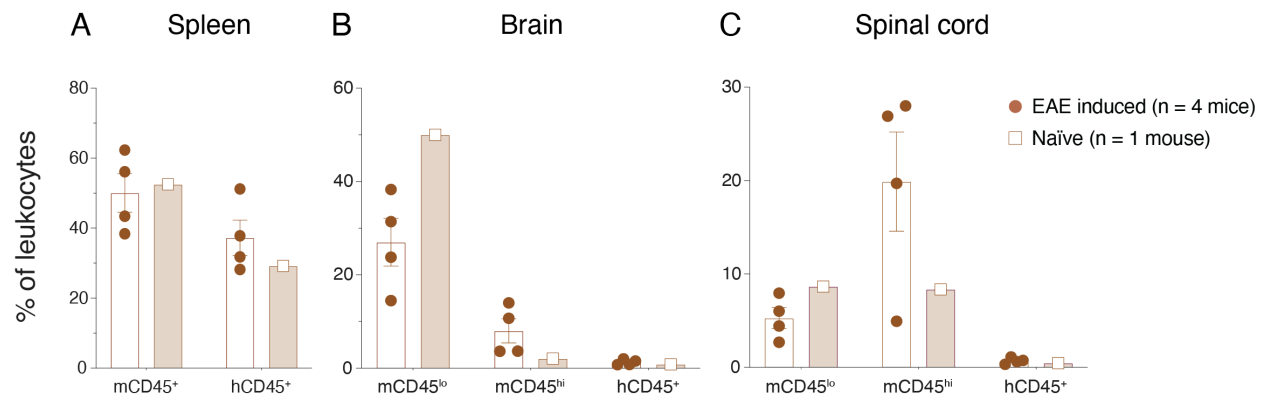 A Spleen
B Brain
C Spinal cord
% of leukocytes
80
60
40
20
0
mCD45⁺ hCD45⁺
60
40
20
0
mCD45ˡᵒ mCD45ʰⁱ hCD45⁺
30
20
10
0
mCD45ˡᵒ mCD45ʰⁱ hCD45⁺
EAE induced (n = 4 mice)
Naïve (n = 1 mouse)